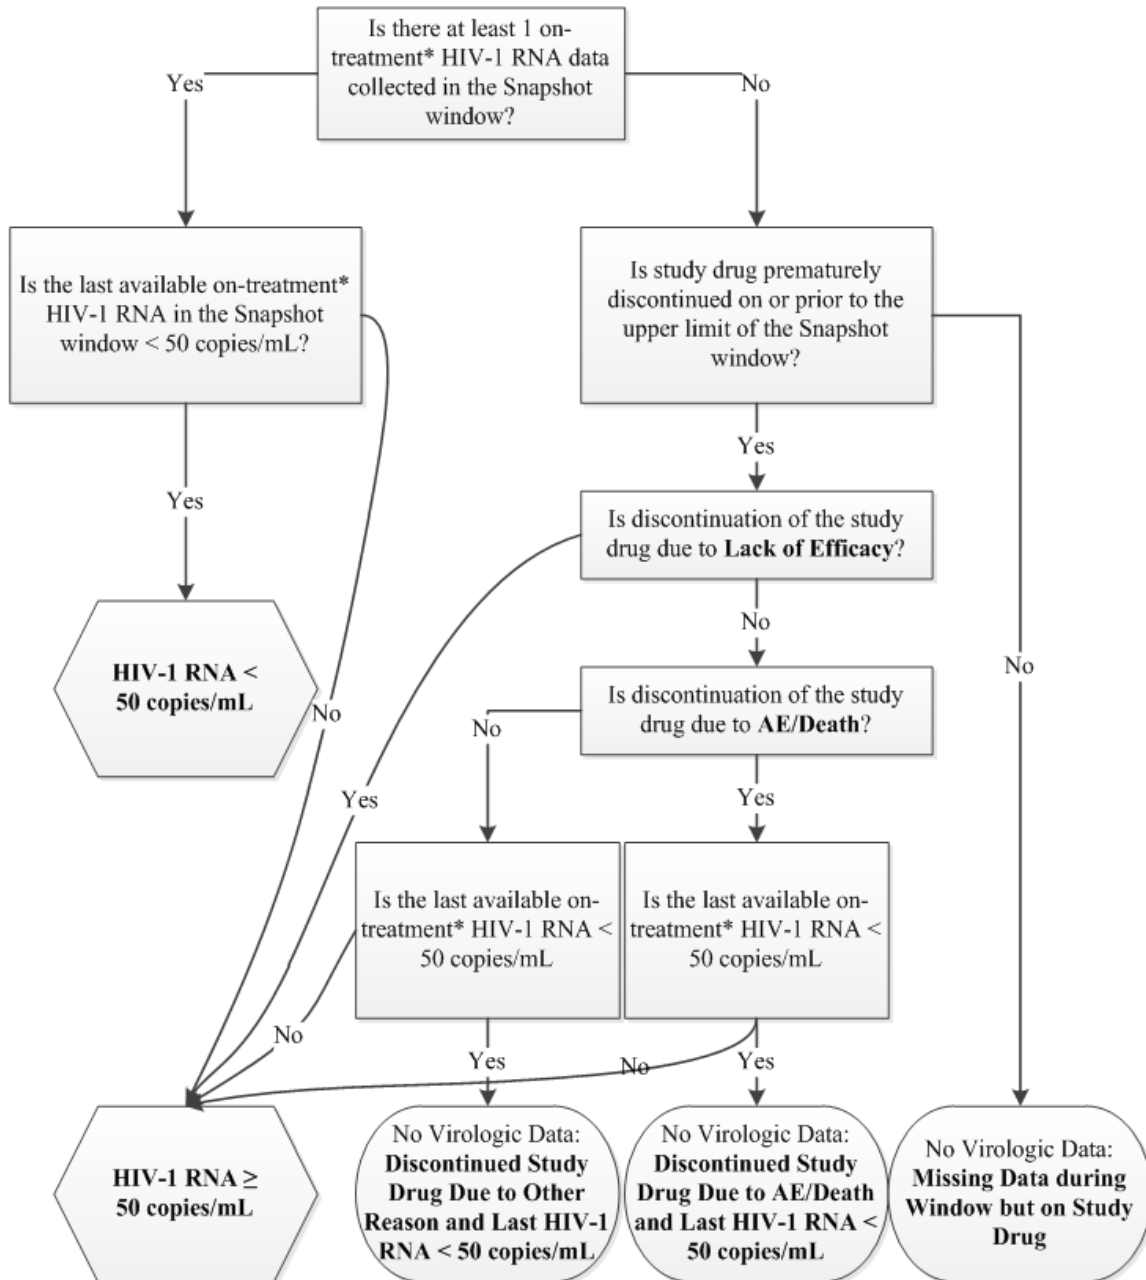 Is there at least 1 on-
treatment* HIV-1 RNA data
collected in the Snapshot
window?
Yes
No
Is the last available on-treatment*
HIV-1 RNA in the Snapshot
window < 50 copies/mL?
Is study drug prematurely
discontinued on or prior to the
upper limit of the Snapshot
window?
Yes
Yes
Is discontinuation of the study
drug due to Lack of Efficacy?
No
HIV-1 RNA <
50 copies/mL
No
No
Is discontinuation of the study
drug due to AE/Death?
No
Yes
Yes
Is the last available on-
treatment* HIV-1 RNA <
50 copies/mL
Is the last available on-
treatment* HIV-1 RNA <
50 copies/mL
No
Yes
No
Yes
HIV-1 RNA ≥
50 copies/mL
No Virologic Data:
Discontinued Study
Drug Due to Other
Reason and Last HIV-1
RNA < 50 copies/mL
No Virologic Data:
Discontinued Study
Drug Due to AE/Death
and Last HIV-1 RNA <
50 copies/mL
No Virologic Data:
Missing Data during
Window but on Study
Drug